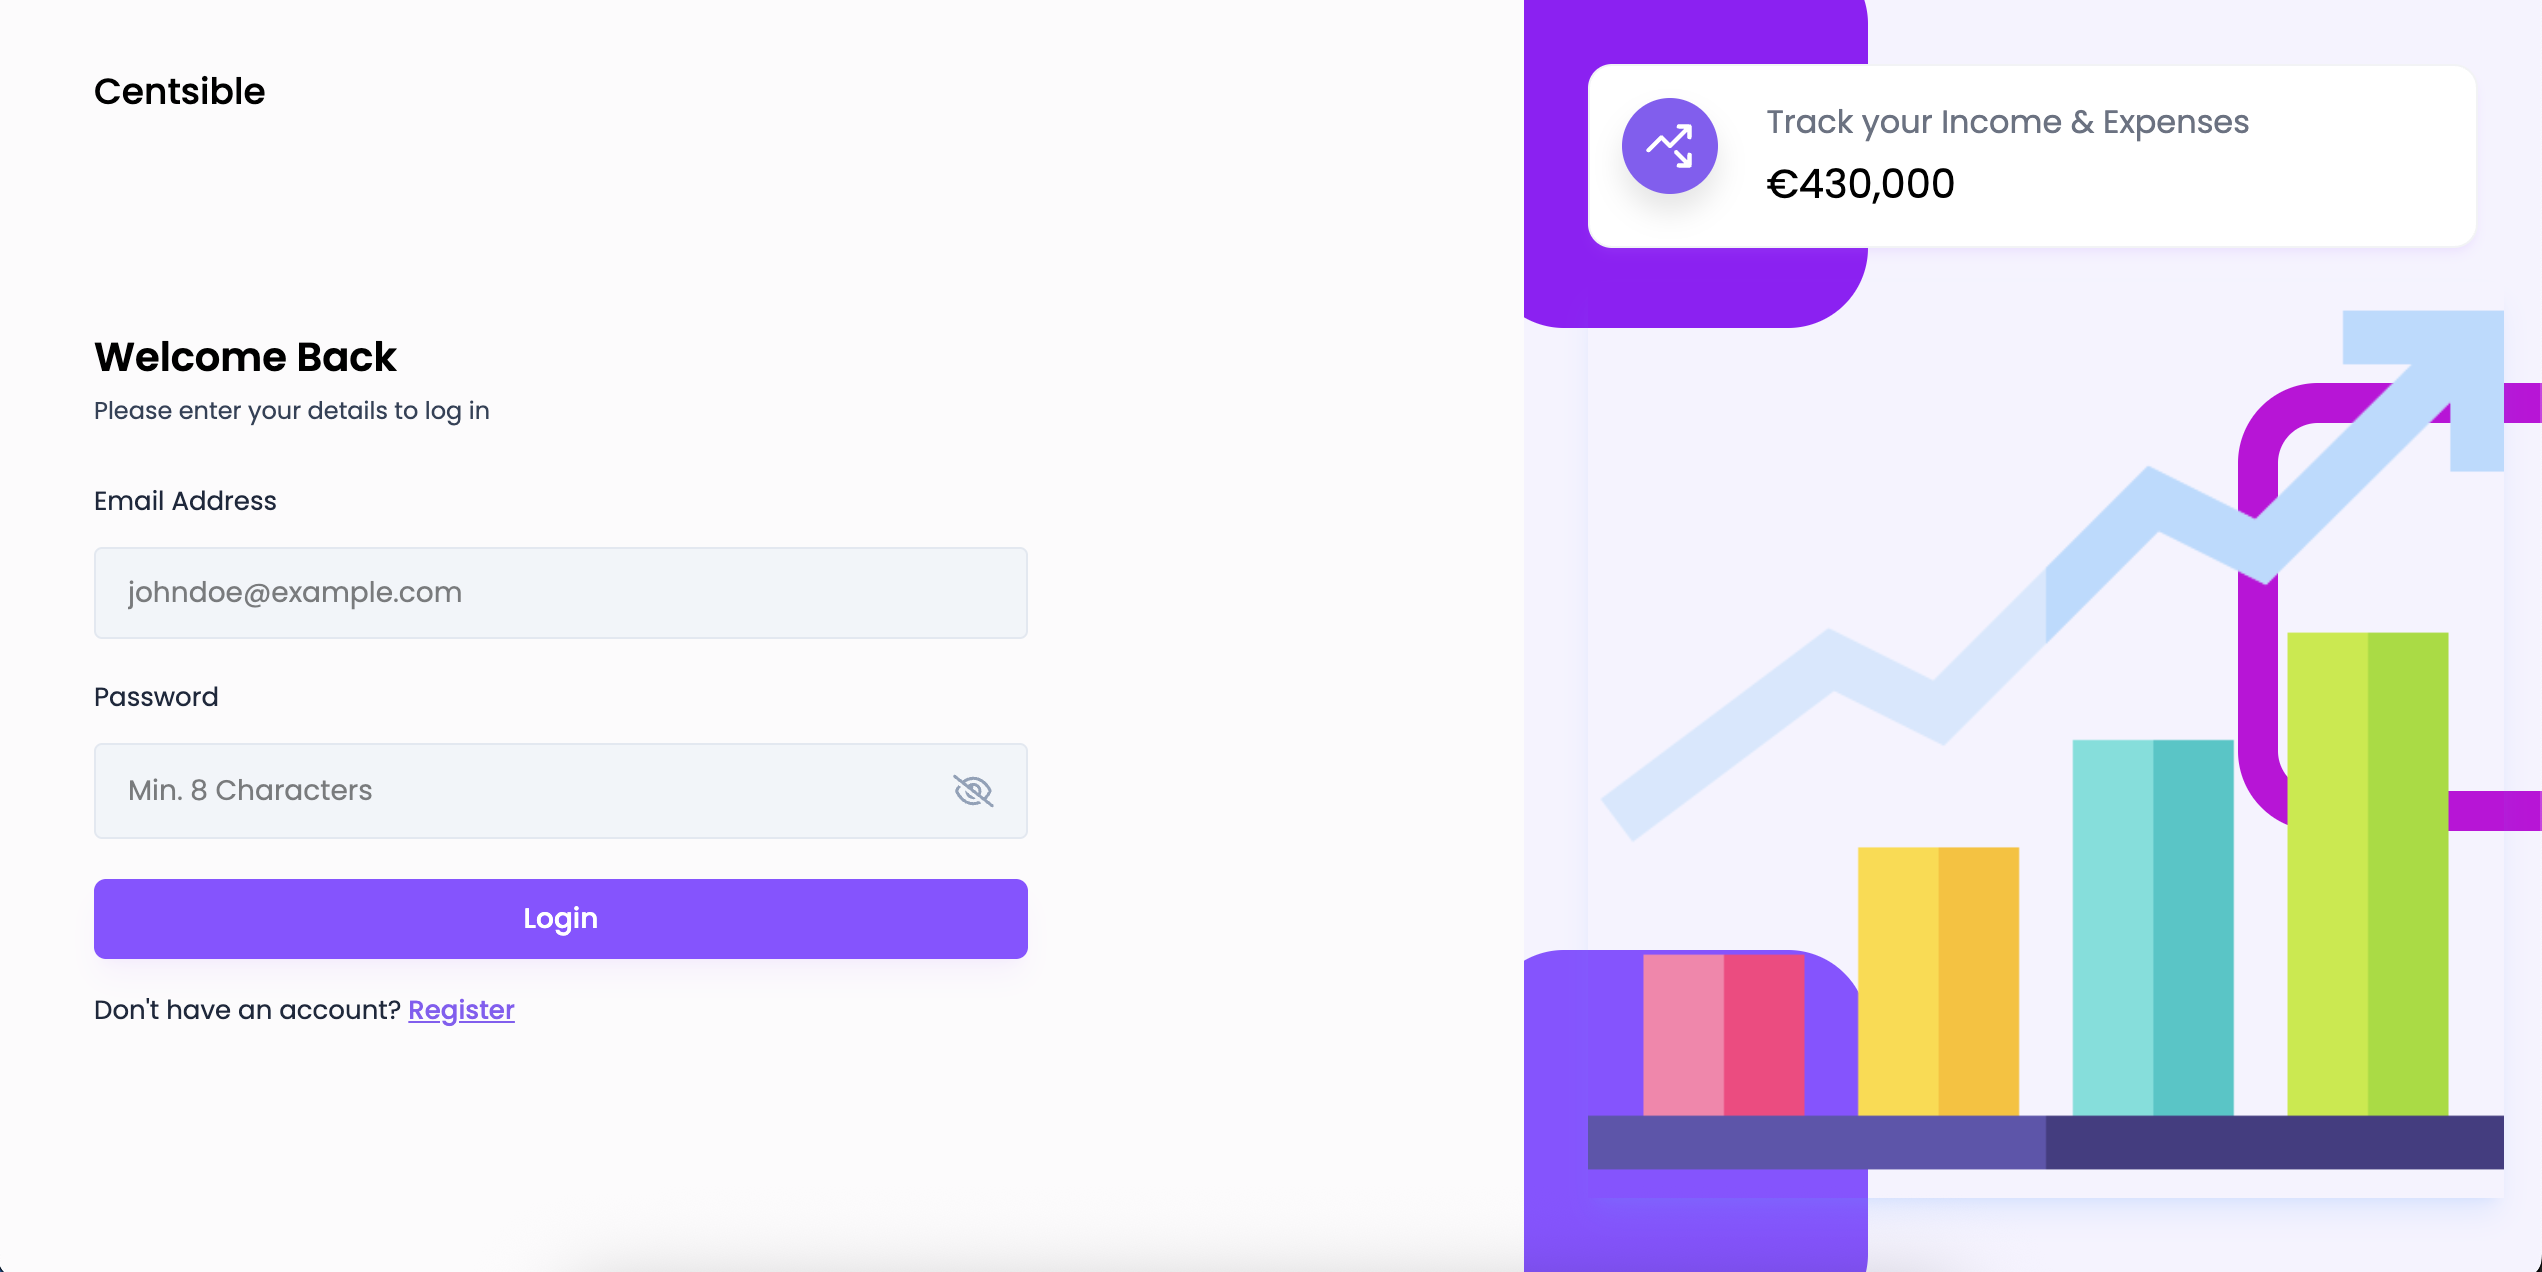 Centsible
Welcome Back
Please enter your details to log in
Email Address
johndoe@example.com
Password
Min. 8 Characters
Login
Don't have an account? Register
Track your Income & Expenses
€430,000